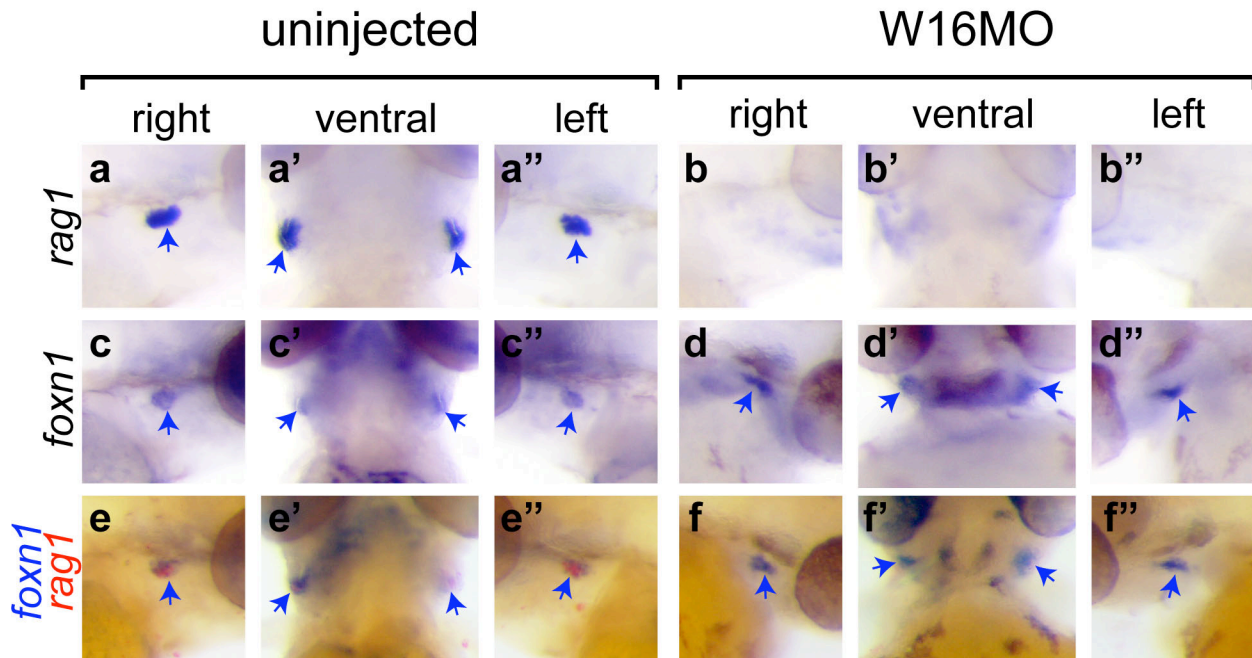 uninjected W16MO
right ventral left right ventral left
rag1 a a’ a’’ b b’ b’’
foxn1 c c’ c’’ d d’ d’’
foxn1 rag1 e e’ e’’ f f’ f’’